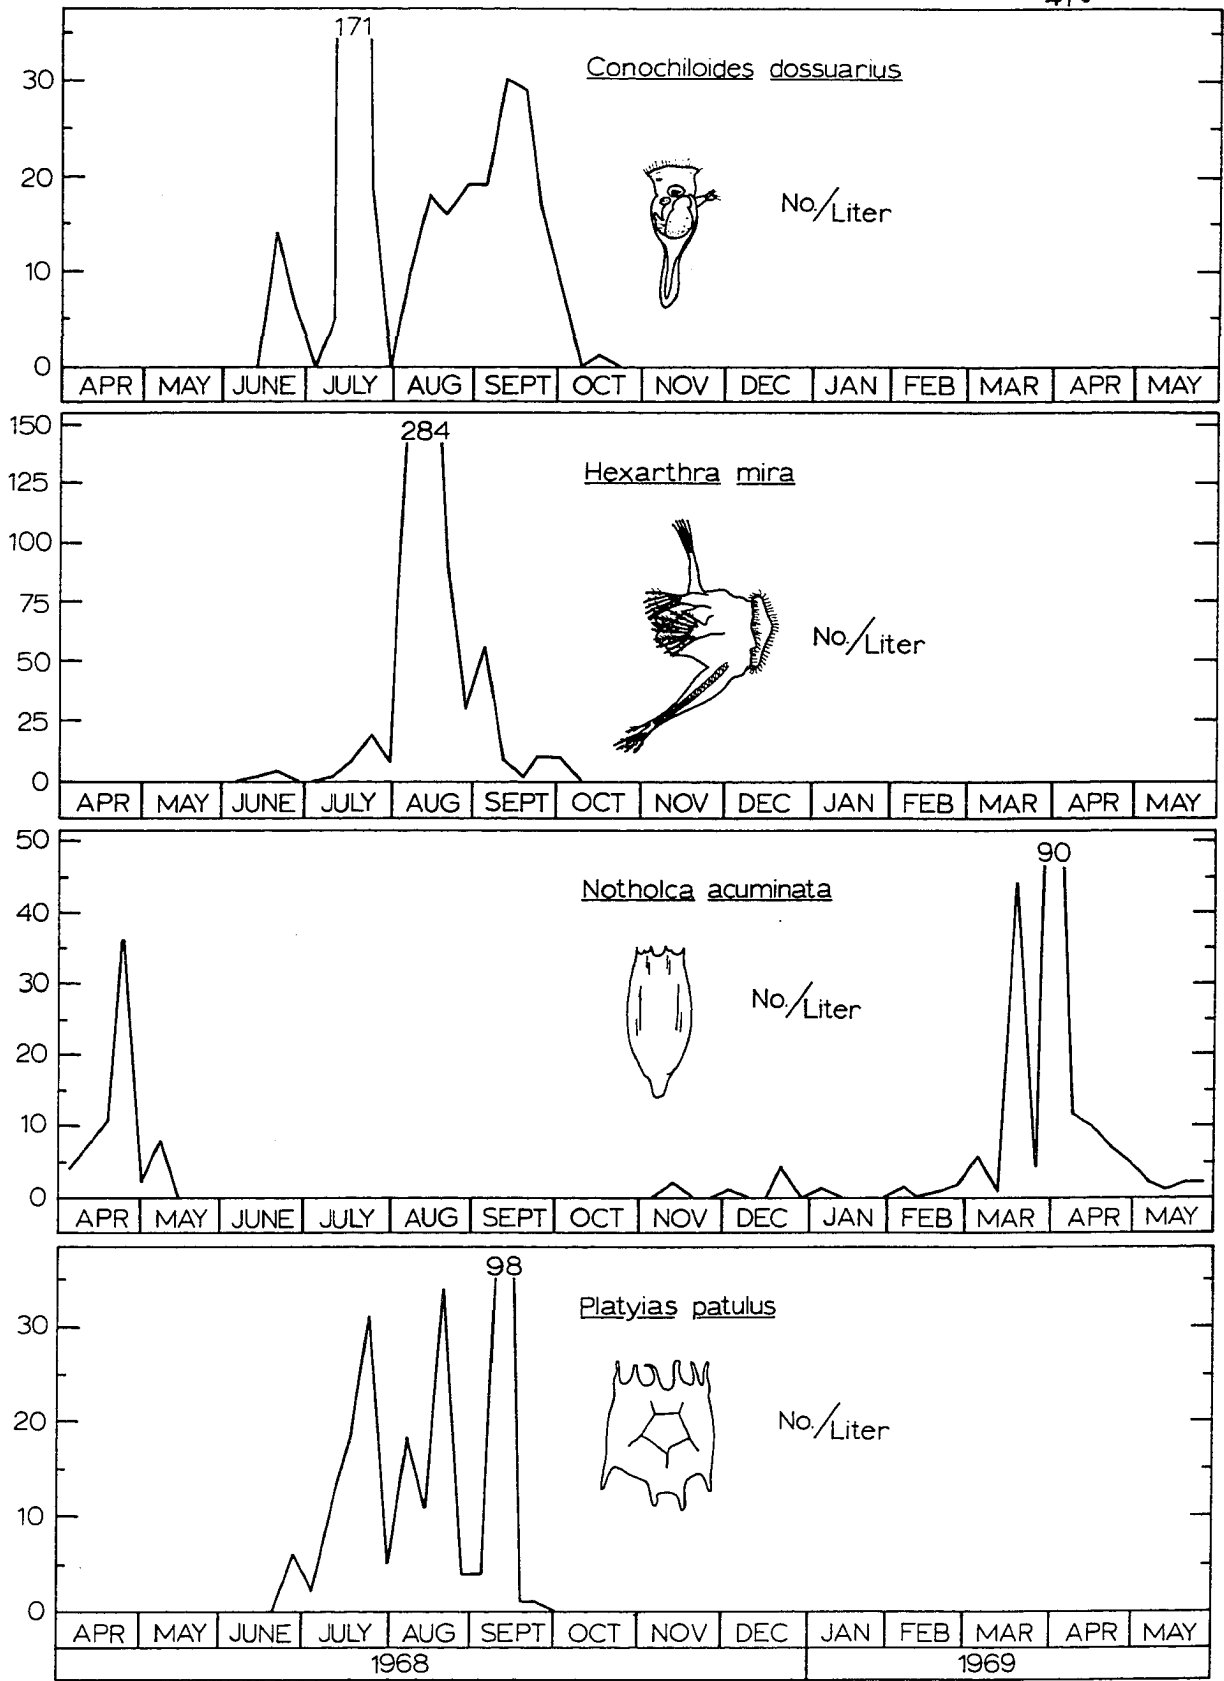 171
Conochiloides dossuarius
No./Liter
30
20
10
0
APR MAY JUNE JULY AUG SEPT OCT NOV DEC JAN FEB MAR APR MAY
284
Hexarthra mira
No./Liter
150
125
100
75
50
25
0
APR MAY JUNE JULY AUG SEPT OCT NOV DEC JAN FEB MAR APR MAY
90
Notholca acuminata
No./Liter
50
40
30
20
10
0
APR MAY JUNE JULY AUG SEPT OCT NOV DEC JAN FEB MAR APR MAY
98
Platyias patulus
No./Liter
30
20
10
0
APR MAY JUNE JULY AUG SEPT OCT NOV DEC JAN FEB MAR APR MAY
1968 1969